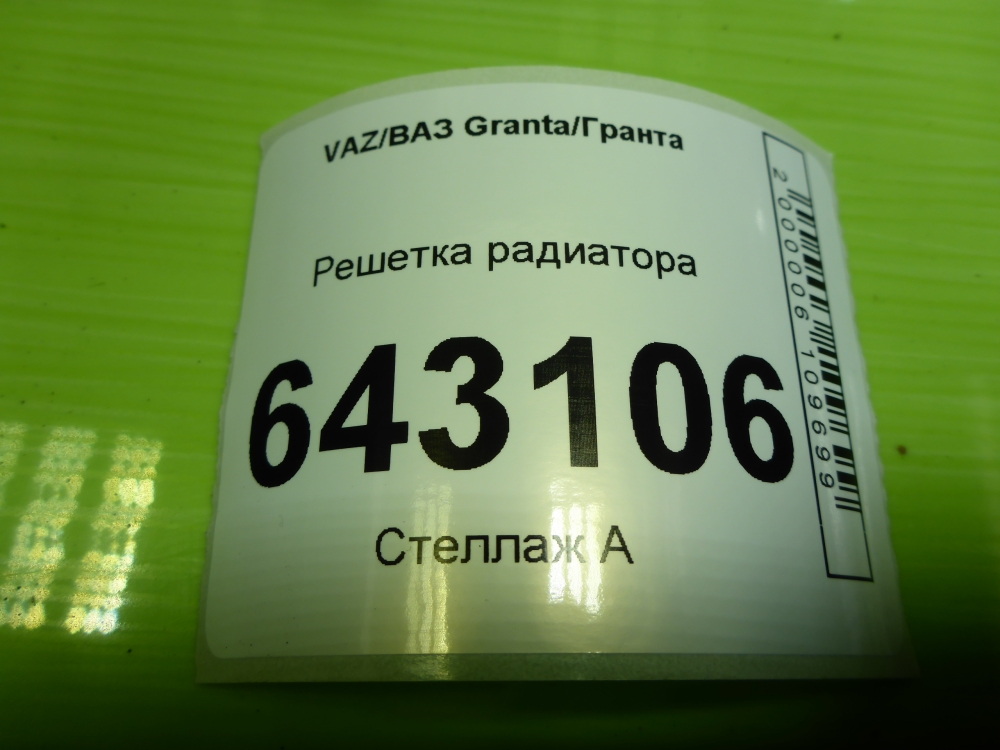 VAZ/ВАЗ Granta/Гранта
Решетка радиатора
643106
Стеллаж А
2000006109699